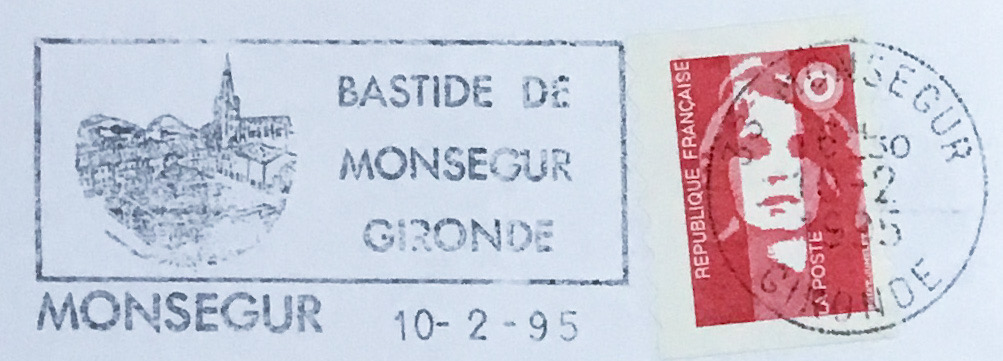 BASTIDE DE
MONSEGUR
GIRONDE
MONSEGUR
10-2-95
REPUBLIQUE FRANÇAISE
LA POSTE
MONSEGUR
GIRONDE